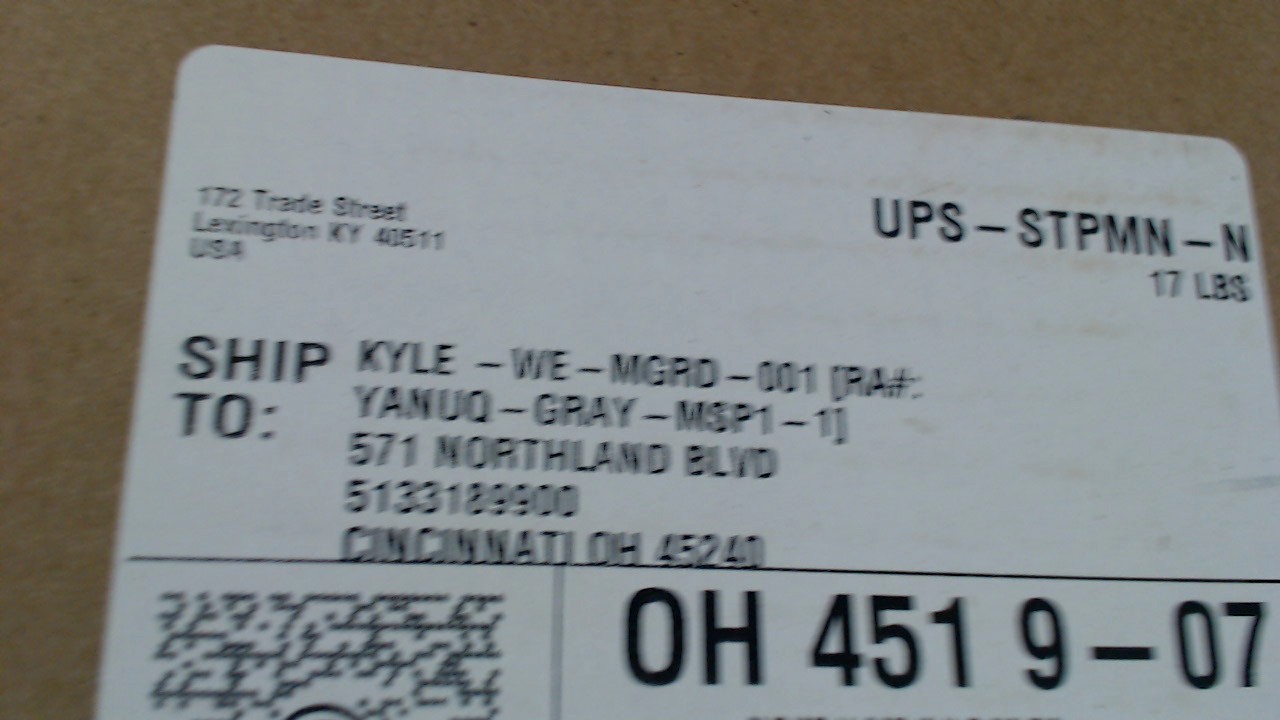 172 Trade Street
Lexington KY 40511
USA
UPS-STPMN-N
17 LBS
SHIP TO:
KYLE -WE-MGRD-001 [RA#:
YANUQ-GRAY-MSP1-1]
571 NORTHLAND BLVD
5133189900
CINCINNATI OH 45240
OH 451 9-07